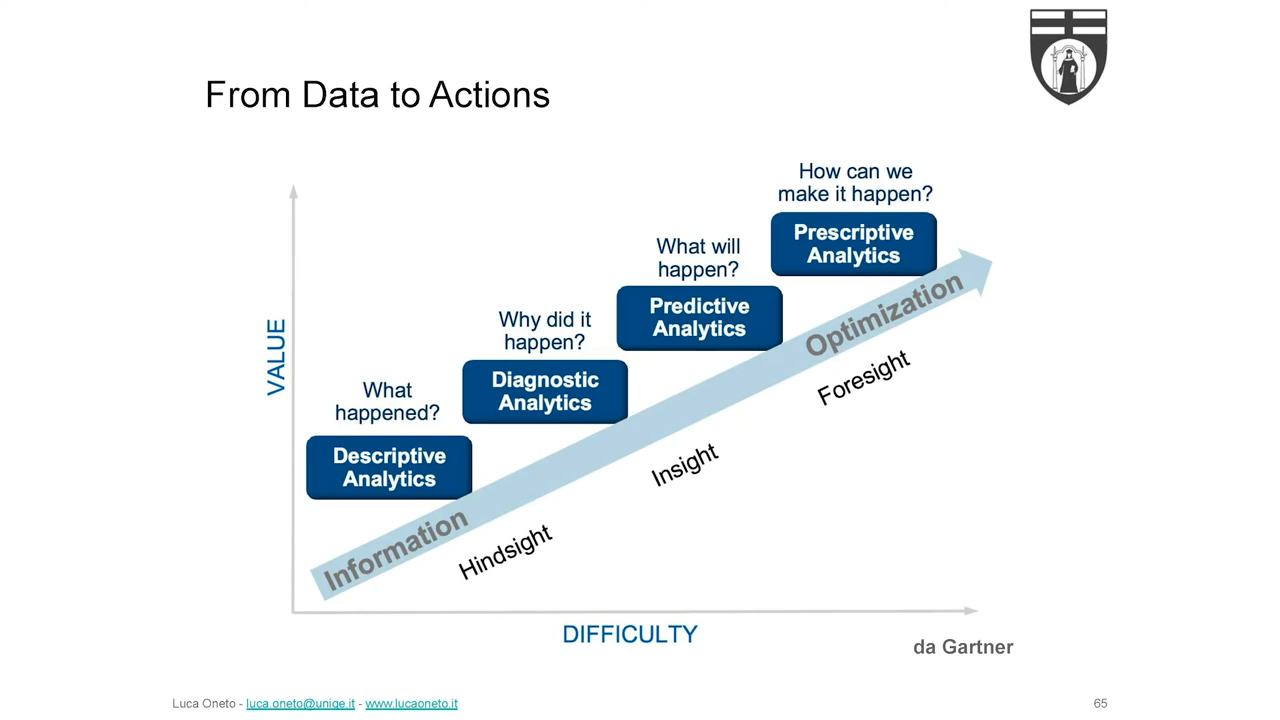 From Data to Actions
How can we
make it happen?
Prescriptive
Analytics
What will
happen?
Predictive
Analytics
Why did it
happen?
Diagnostic
Analytics
What
happened?
Descriptive
Analytics
VALUE
Information
Optimization
Hindsight
Insight
Foresight
DIFFICULTY
da Gartner
Luca Oneto - luca.oneto@unige.it - www.lucaoneto.it
65